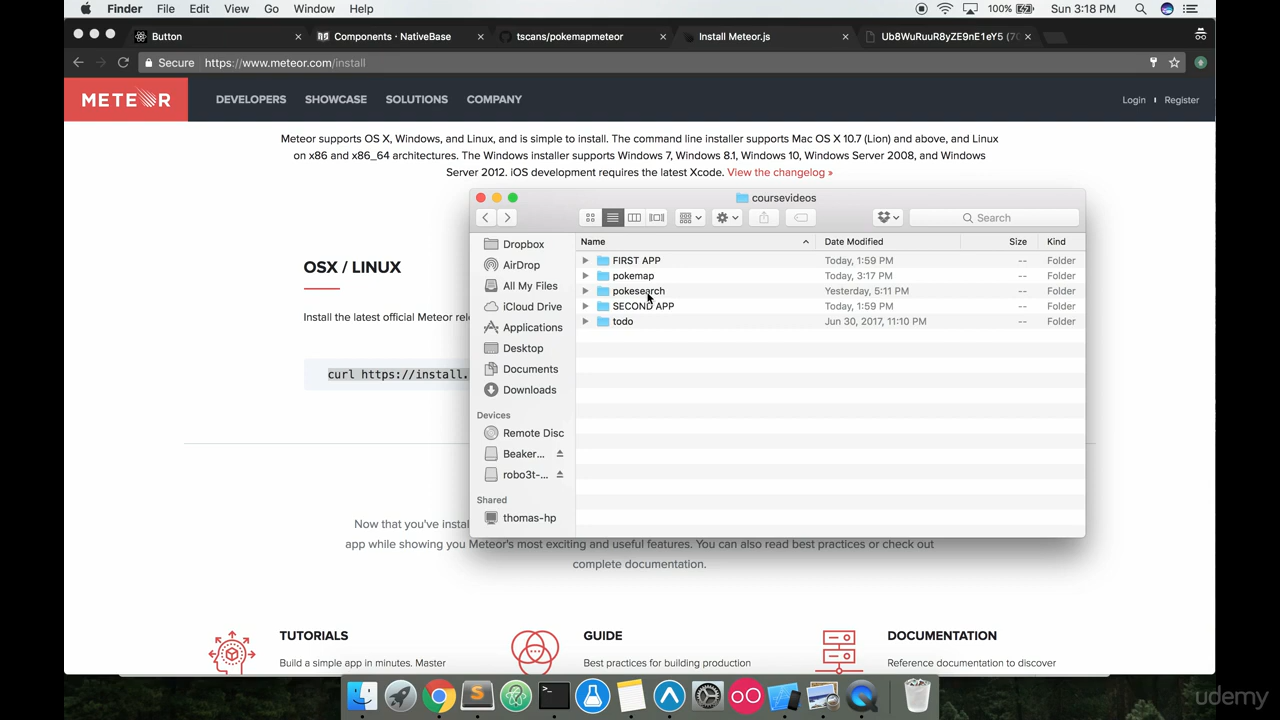 Finder File Edit View Go Window Help 100% Sun 3:18 PM
Button Components · NativeBase tscans/pokemapmeteor Install Meteor.js Ub8WuRuuR8yZE9nE1eY5 (70
Secure https://www.meteor.com/install
METEOR DEVELOPERS SHOWCASE SOLUTIONS COMPANY Login Register
Meteor supports OS X, Windows, and Linux, and is simple to install. The command line installer supports Mac OS X 10.7 (Lion) and above, and Linux
on x86 and x86_64 architectures. The Windows installer supports Windows 7, Windows 8.1, Windows 10, Windows Server 2008, and Windows
Server 2012. iOS development requires the latest Xcode. View the changelog »
coursevideos
Search
Name Date Modified Size Kind
FIRST APP Today, 1:59 PM -- Folder
pokemap Today, 3:17 PM -- Folder
pokesearch Yesterday, 5:11 PM -- Folder
SECOND APP Today, 1:59 PM -- Folder
todo Jun 30, 2017, 11:10 PM -- Folder
Dropbox
AirDrop
All My Files
iCloud Drive
Applications
Desktop
Documents
Downloads
Devices
Remote Disc
Beaker...
robo3t-...
Shared
thomas-hp
OSX / LINUX
Install the latest official Meteor rel
curl https://install.
Now that you've instal
app while showing you Meteor's most exciting and useful features. You can also read best practices or check out
complete documentation.
TUTORIALS
Build a simple app in minutes. Master
GUIDE
Best practices for building production
DOCUMENTATION
Reference documentation to discover
udemy